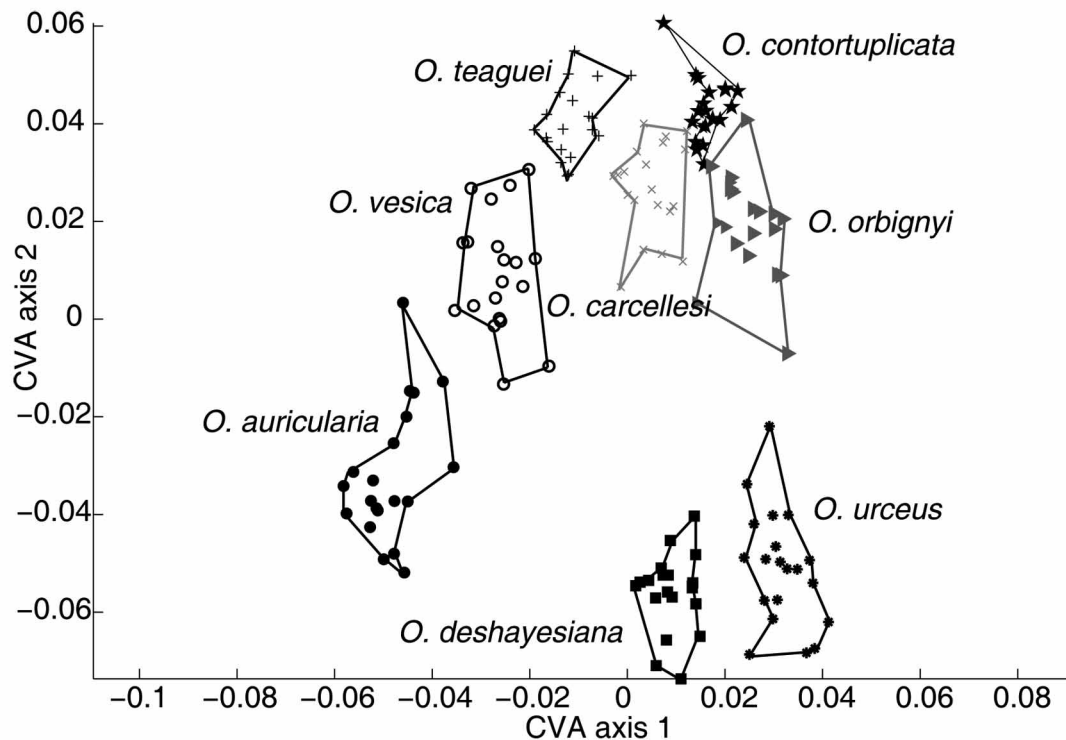 0.06
O. contortuplicata
O. teaguei
0.04
O. vesica
0.02
O. orbignyi
O. carcellesi
0
CVA axis 2
−0.02
O. auricularia
−0.04
O. urceus
−0.06
O. deshayesiana
−0.1 −0.08 −0.06 −0.04 −0.02 0 0.02 0.04 0.06 0.08
CVA axis 1